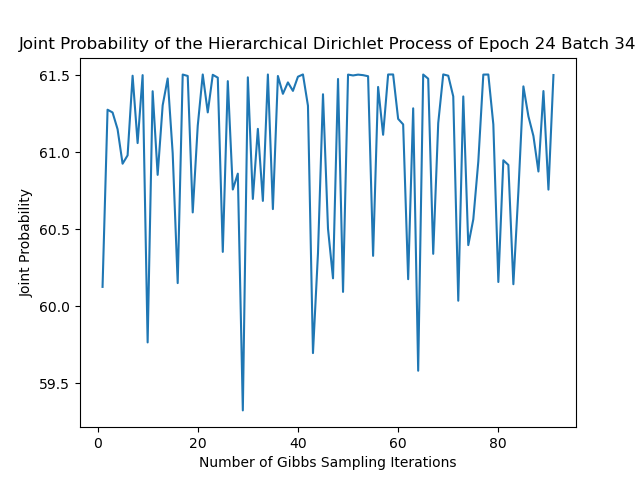 Joint Probability of the Hierarchical Dirichlet Process of Epoch 24 Batch 34
61.5
61.0
60.5
60.0
59.5
Joint Probability
0 20 40 60 80
Number of Gibbs Sampling Iterations